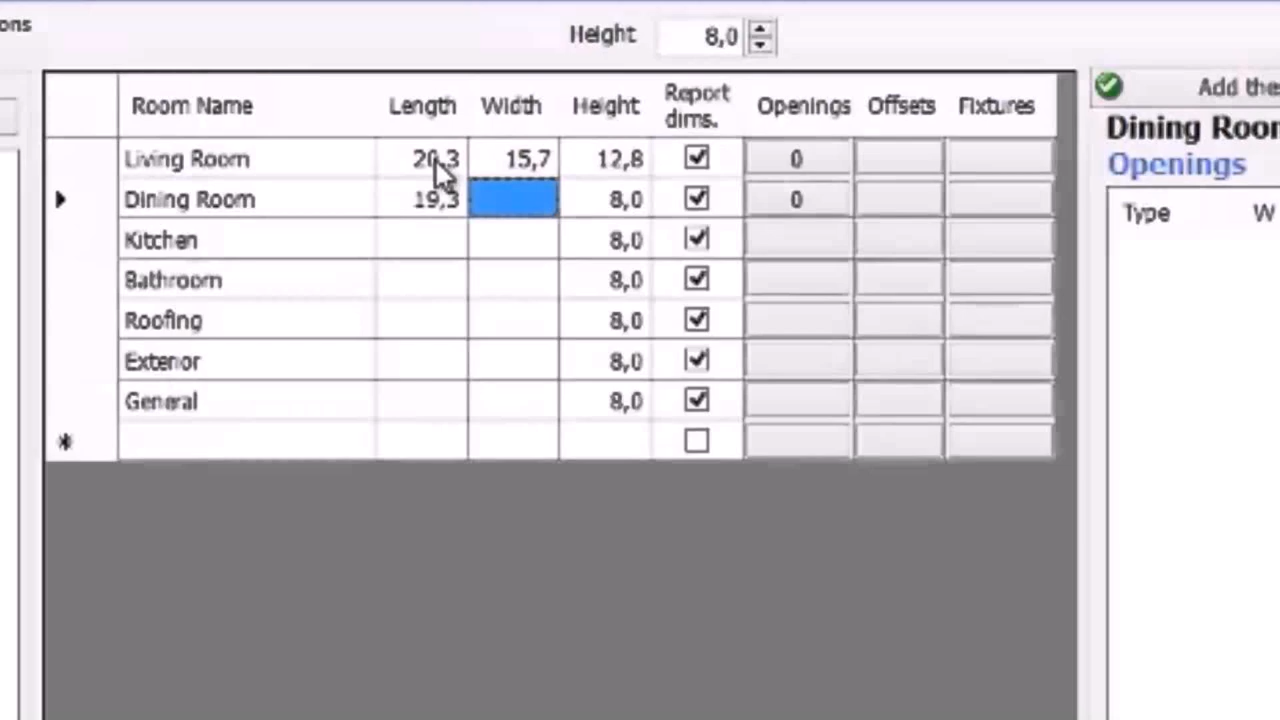 ons
Height 8,0
Room Name Length Width Height Report dims. Openings Offsets Fixtures
Living Room 20,3 15,7 12,8 0
Dining Room 19,3 8,0 0
Kitchen 8,0
Bathroom 8,0
Roofing 8,0
Exterior 8,0
General 8,0
Add the
Dining Roo
Openings
Type W